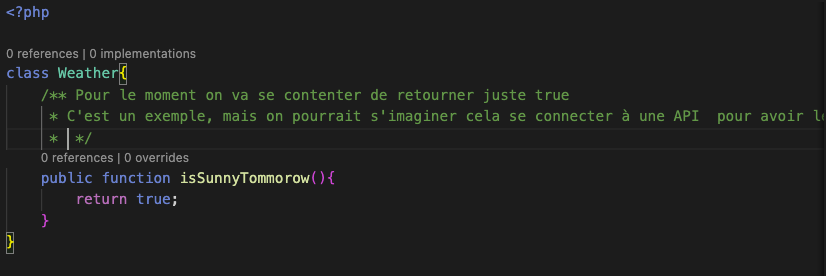 <?php
0 references | 0 implementations
class Weather{
/** Pour le moment on va se contenter de retourner juste true
* C'est un exemple, mais on pourrait s'imaginer cela se connecter à une API pour avoir
* */
0 references | 0 overrides
public function isSunnyTommorow(){
return true;
}
}